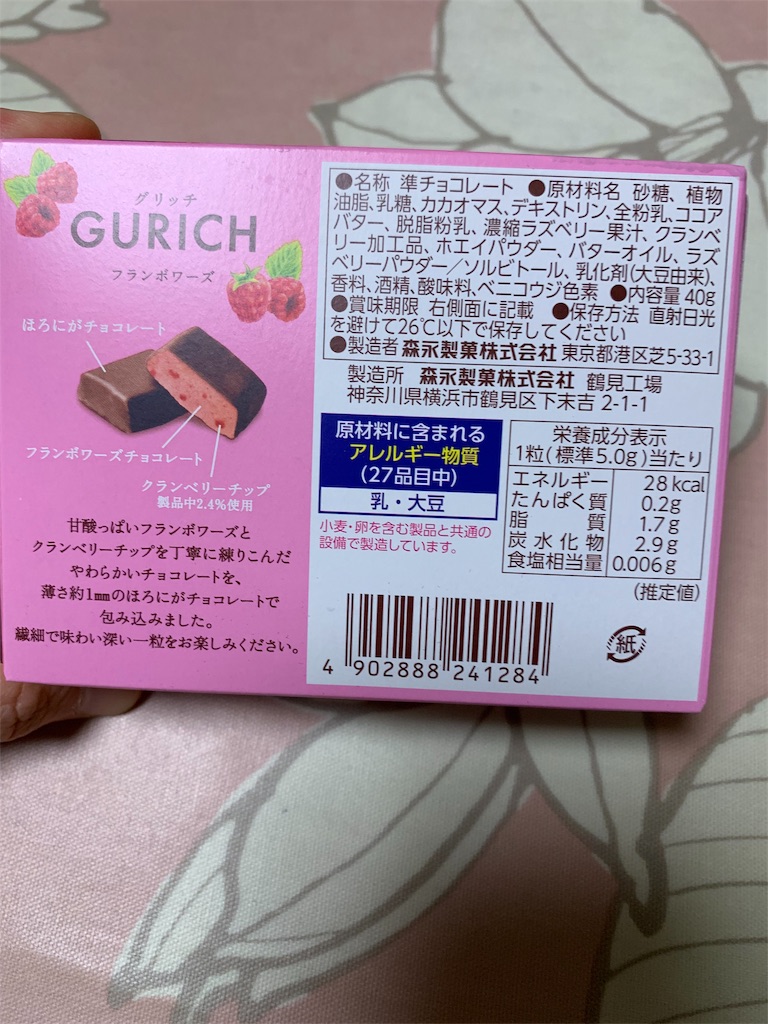 グリッチ
GURICH
フランボワーズ
ほろにがチョコレート
フランボワーズチョコレート
クランベリーチップ
製品中2.4%使用
甘酸っぱいフランボワーズと
クランベリーチップを丁寧に練りこんだ
やわらかいチョコレートを、
薄さ約1mmのほろにがチョコレートで
包み込みました。
繊細で味わい深い一粒をお楽しみください。
●名称 準チョコレート ●原材料名 砂糖、植物
油脂、乳糖、カカオマス、デキストリン、全粉乳、ココア
バター、脱脂粉乳、濃縮ラズベリー果汁、クランベ
リー加工品、ホエイパウダー、バターオイル、ラズ
ベリーパウダー／ソルビトール、乳化剤(大豆由来)、
香料、酒精、酸味料、ベニコウジ色素 ●内容量 40g
●賞味期限 右側面に記載 ●保存方法 直射日光
を避けて26℃以下で保存してください
●製造者 森永製菓株式会社 東京都港区芝5-33-1
製造所 森永製菓株式会社 鶴見工場
神奈川県横浜市鶴見区下末吉 2-1-1
原材料に含まれる
アレルギー物質
(27品目中)
乳・大豆
小麦・卵を含む製品と共通の
設備で製造しています。
栄養成分表示
1粒(標準5.0g)当たり
エネルギー 28kcal
たんぱく質 0.2g
脂質 1.7g
炭水化物 2.9g
食塩相当量 0.006g
(推定値)
4 902888 241284
紙